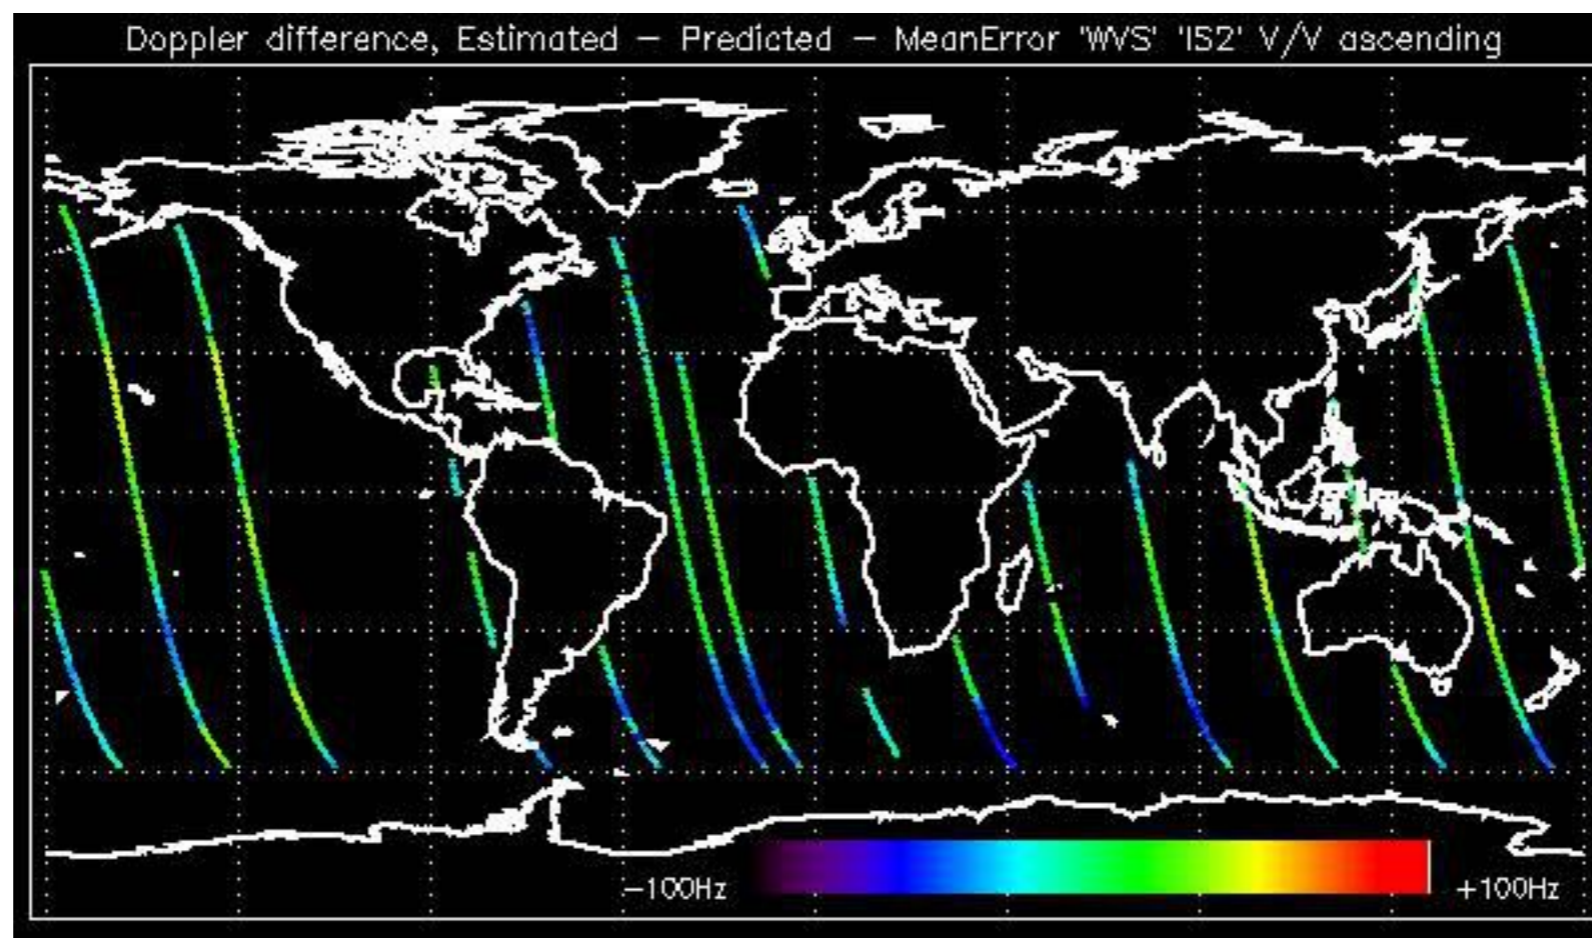 Doppler difference, Estimated – Predicted – MeanError 'WVS' 'IS2' V/V ascending
–100Hz
+100Hz